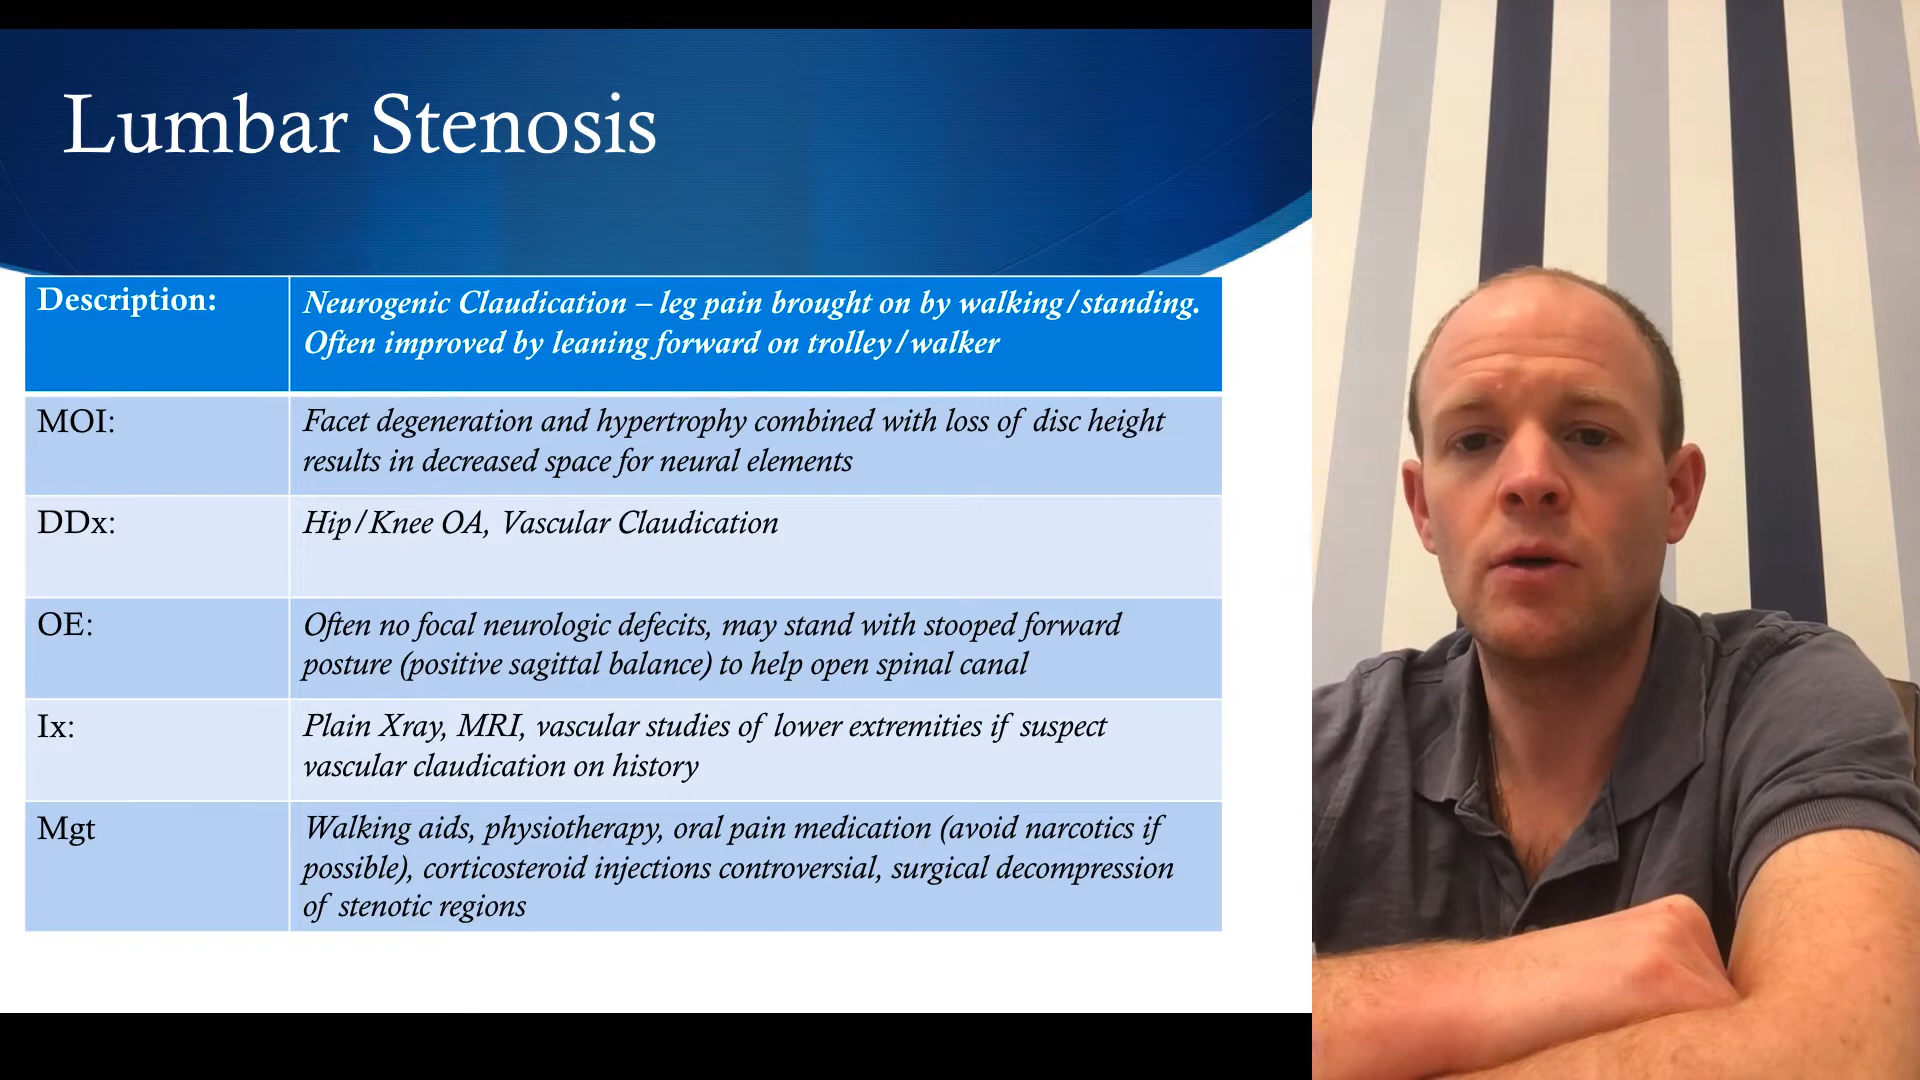 Lumbar Stenosis
Description:
Neurogenic Claudication – leg pain brought on by walking/standing.
Often improved by leaning forward on trolley/walker
MOI:
Facet degeneration and hypertrophy combined with loss of disc height
results in decreased space for neural elements
DDx:
Hip/Knee OA, Vascular Claudication
OE:
Often no focal neurologic defecits, may stand with stooped forward
posture (positive sagittal balance) to help open spinal canal
Ix:
Plain Xray, MRI, vascular studies of lower extremities if suspect
vascular claudication on history
Mgt
Walking aids, physiotherapy, oral pain medication (avoid narcotics if
possible), corticosteroid injections controversial, surgical decompression
of stenotic regions